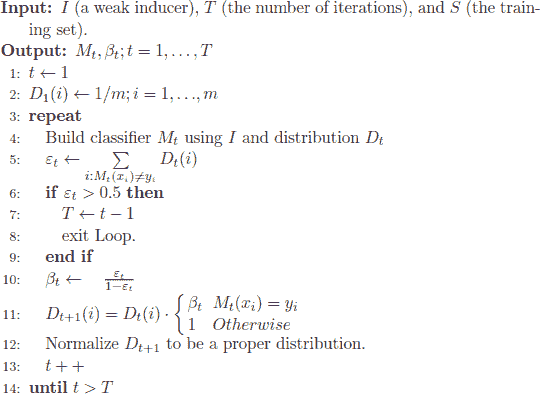 Input: I (a weak inducer), T (the number of iterations), and S (the train-
ing set).
Output: M_t, β_t; t = 1, . . . , T
1: t ← 1
2: D_1(i) ← 1/m; i = 1, . . . , m
3: repeat
4: Build classifier M_t using I and distribution D_t
5: ε_t ← ∑_{i:M_t(x_i)≠y_i} D_t(i)
6: if ε_t > 0.5 then
7: T ← t − 1
8: exit Loop.
9: end if
10: β_t ← ε_t/(1−ε_t)
11: D_{t+1}(i) = D_t(i) · { β_t M_t(x_i) = y_i
1 Otherwise
12: Normalize D_{t+1} to be a proper distribution.
13: t + +
14: until t > T